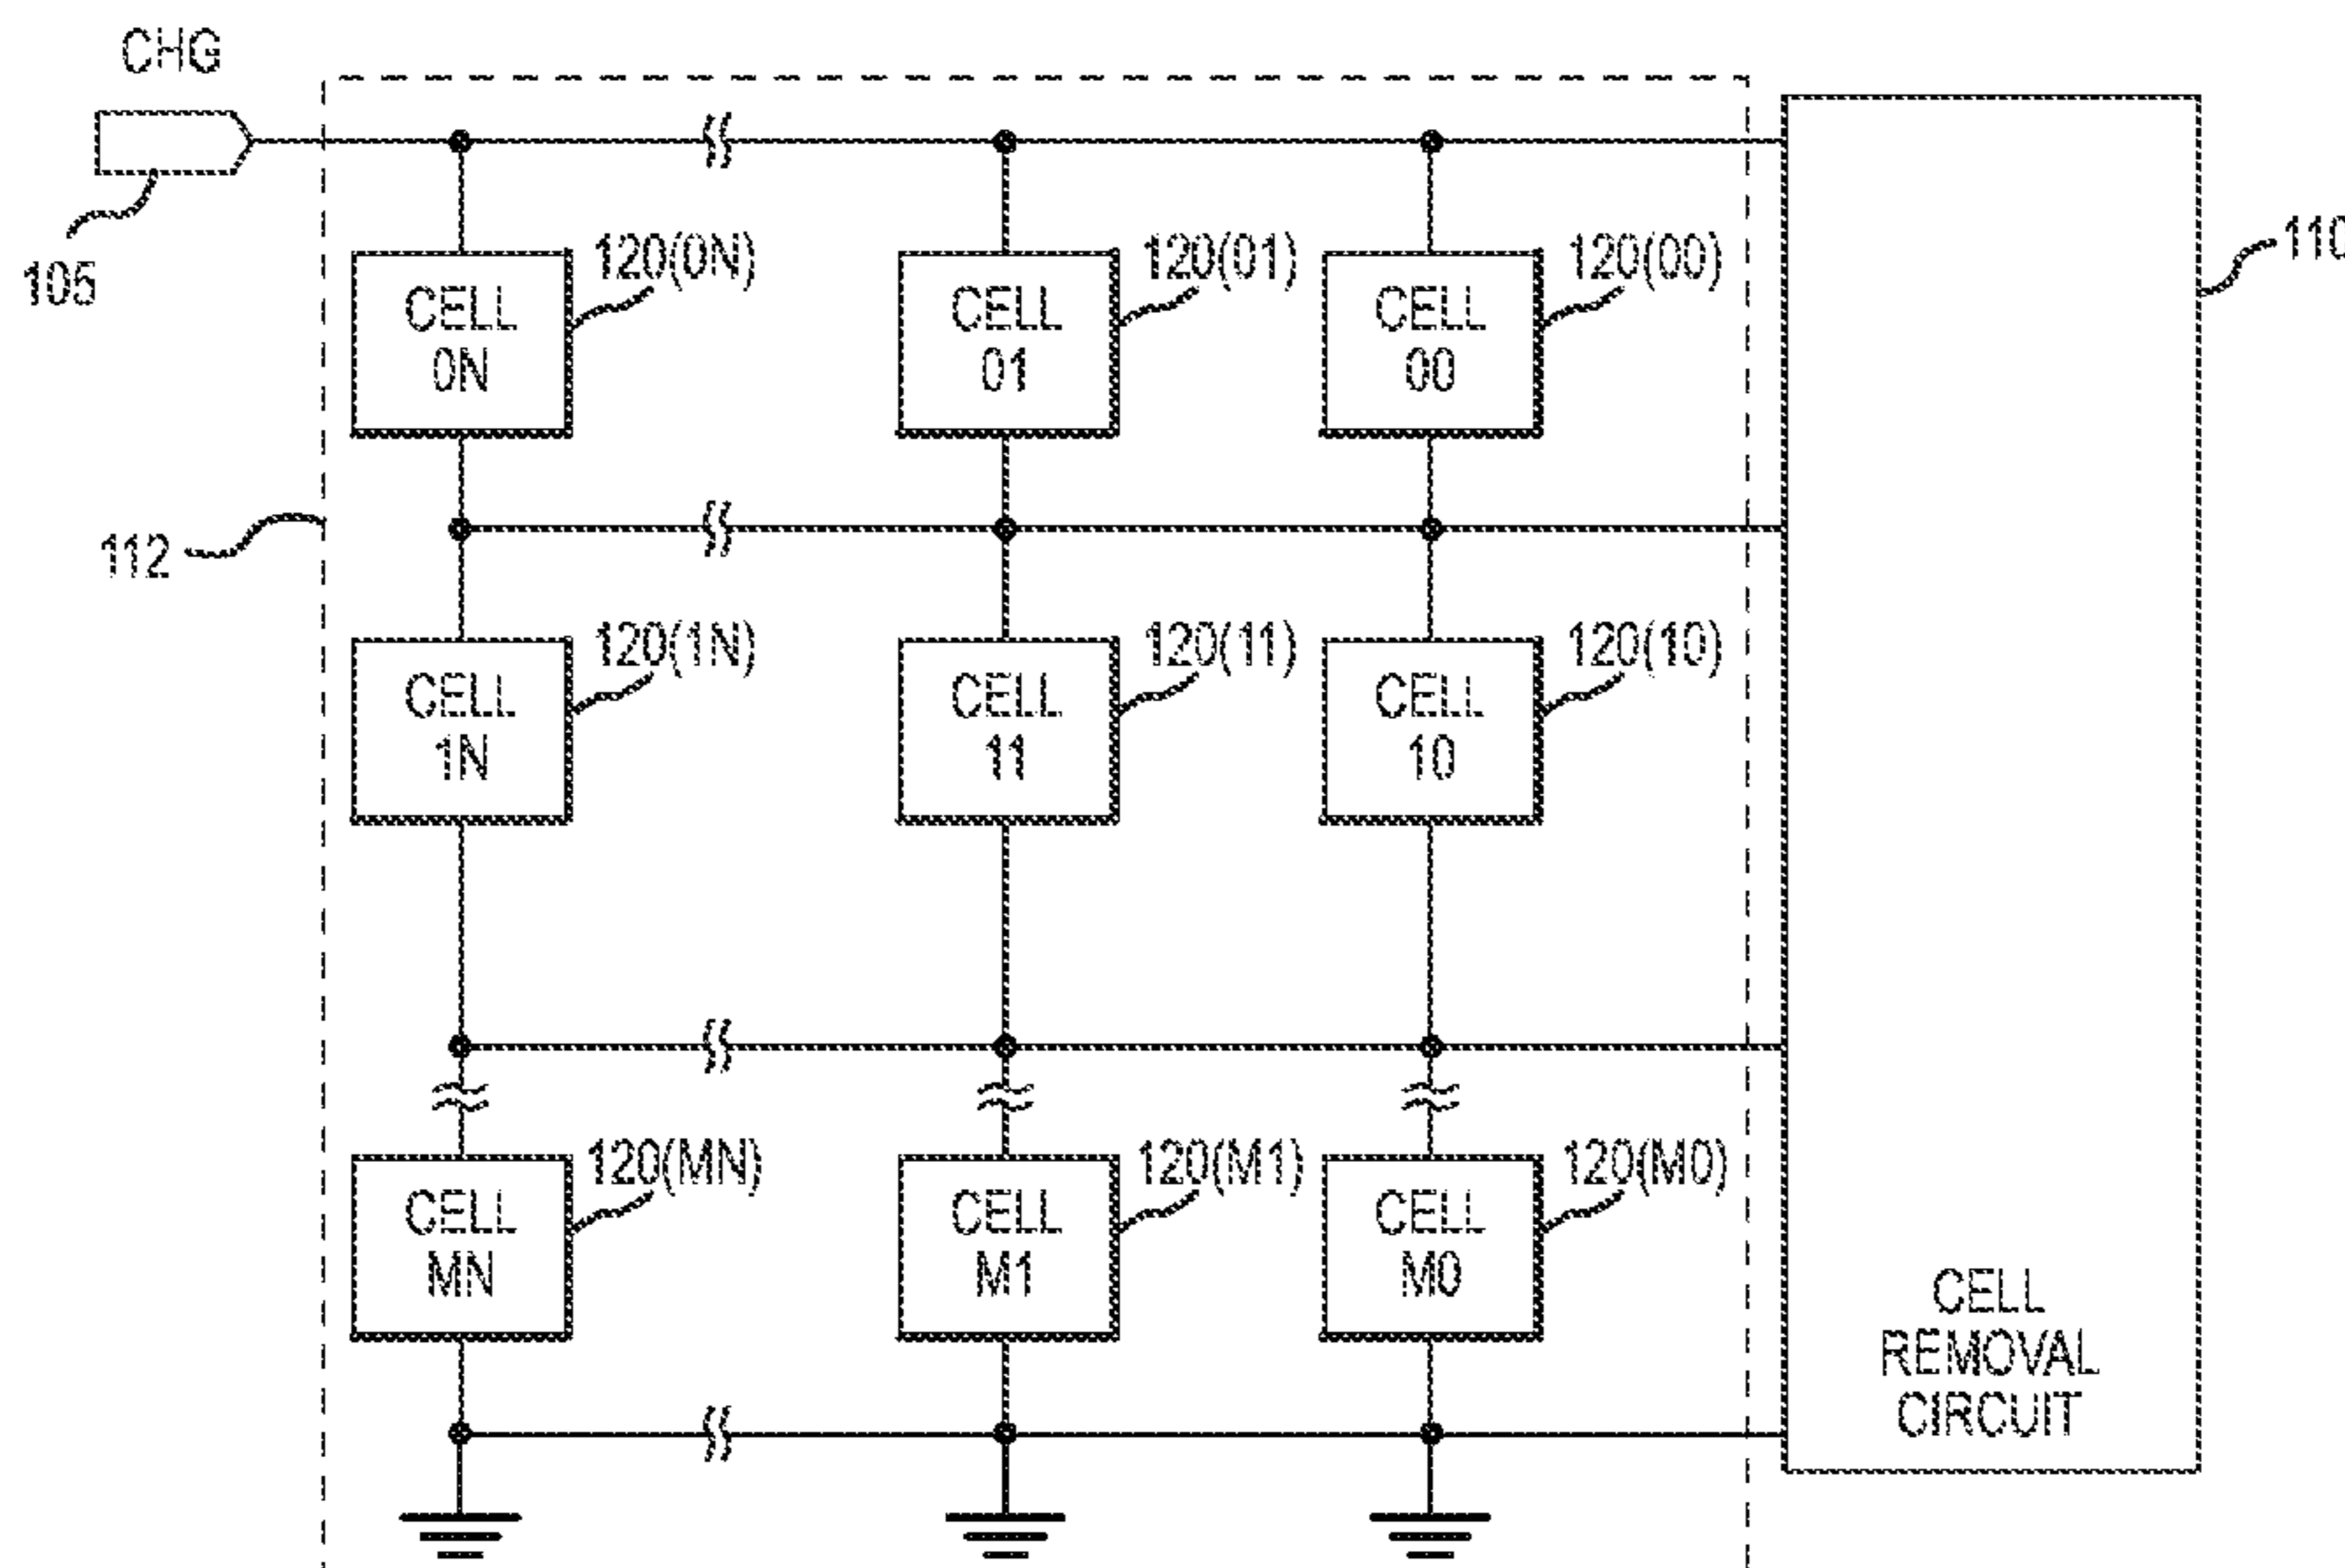 CHG
105
110
112
120(0N)
120(01)
120(00)
CELL
0N
CELL
01
CELL
00
120(1N)
120(11)
120(10)
CELL
1N
CELL
11
CELL
10
120(MN)
120(M1)
120(M0)
CELL
MN
CELL
M1
CELL
M0
CELL
REMOVAL
CIRCUIT